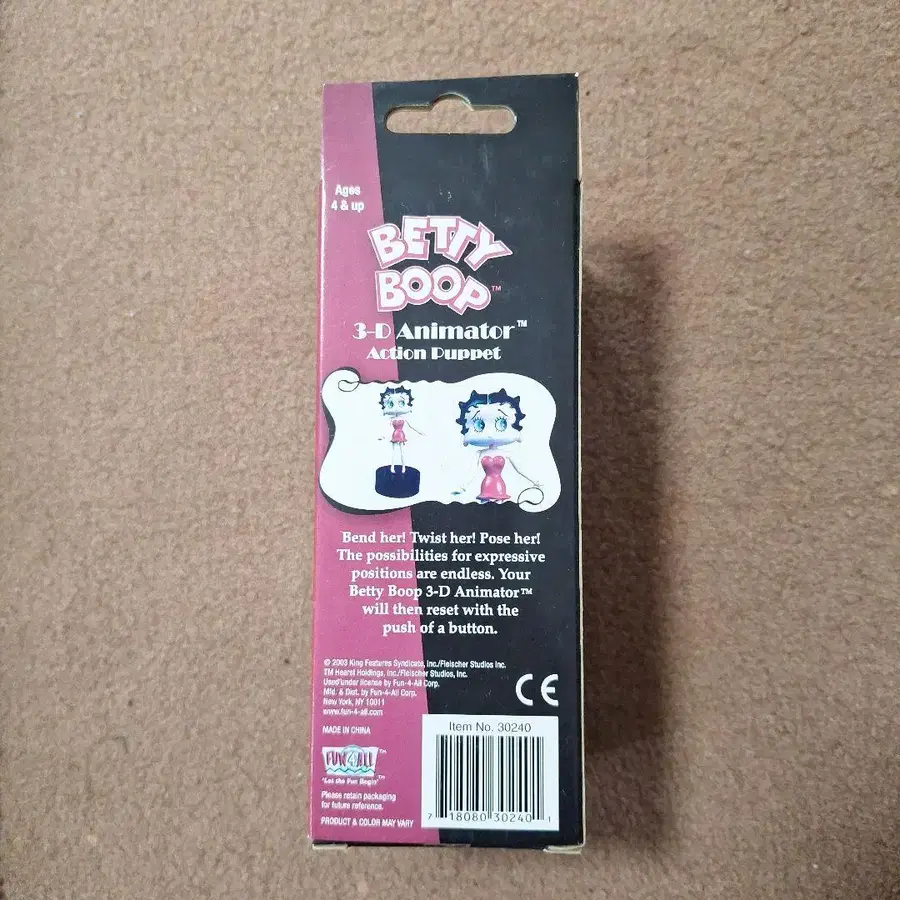 Ages
4 & up
BETTY
BOOP™
3-D Animator™
Action Puppet
Bend her! Twist her! Pose her!
The possibilities for expressive
positions are endless. Your
Betty Boop 3-D Animator™
will then reset with the
push of a button.
© 2003 King Features Syndicate, Inc./Fleischer Studios Inc.
TM Hearst Holdings, Inc./Fleischer Studios, Inc.
Used under license by Fun-4-All Corp.
Mfd. & Dist. by Fun-4-All Corp.
New York, NY 10011
www.fun-4-all.com
CE
MADE IN CHINA
FUN4ALL™
"Let the Fun Begin"™
Please retain packaging
for future reference.
PRODUCT & COLOR MAY VARY
Item No. 30240
7 18080 30240 1